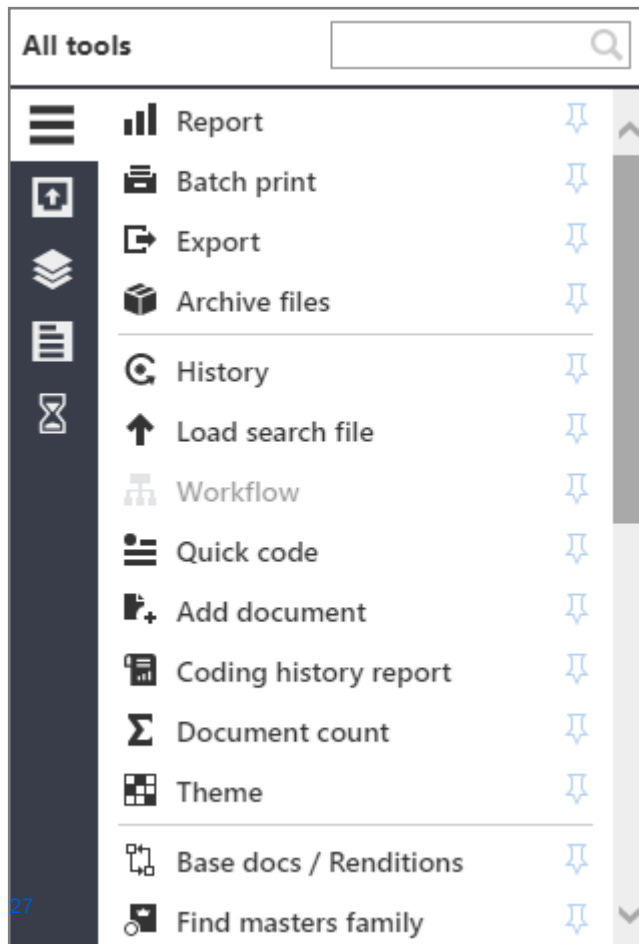 All tools
Report
Batch print
Export
Archive files
History
Load search file
Workflow
Quick code
Add document
Coding history report
Document count
Theme
Base docs / Renditions
27
Find masters family